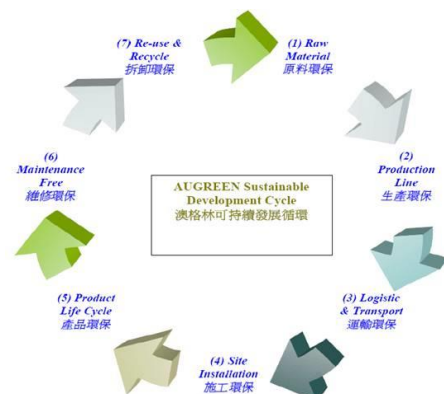 (1) Raw
Material
原料環保
(2)
Production
Line
生產環保
(3) Logistic
& Transport
運輸環保
(4) Site
Installation
施工環保
(5) Product
Life Cycle
產品環保
(6)
Maintenance
Free
維修環保
(7) Re-use &
Recycle
拆卸環保
AUGREEN Sustainable
Development Cycle
澳格林可持續發展循環